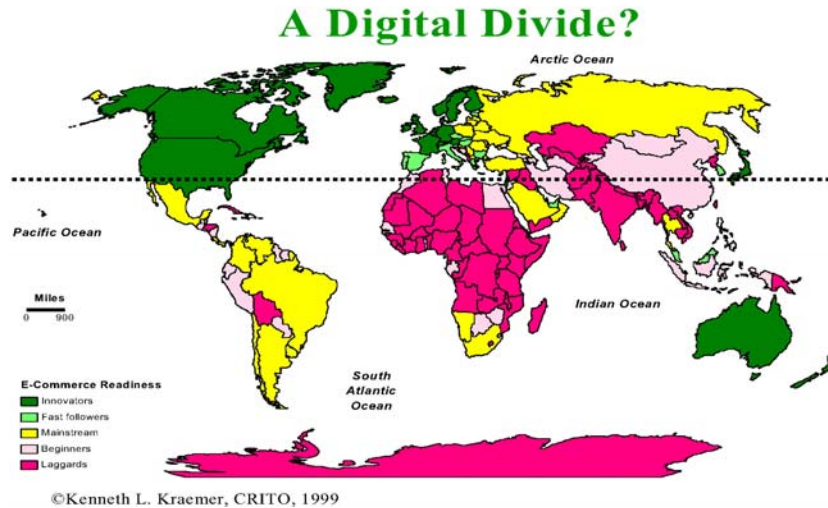 A Digital Divide?
Arctic Ocean
Pacific Ocean
Miles
0 900
Indian Ocean
South
Atlantic
Ocean
E-Commerce Readiness
Innovators
Fast followers
Mainstream
Beginners
Laggards
©Kenneth L. Kraemer, CRITO, 1999